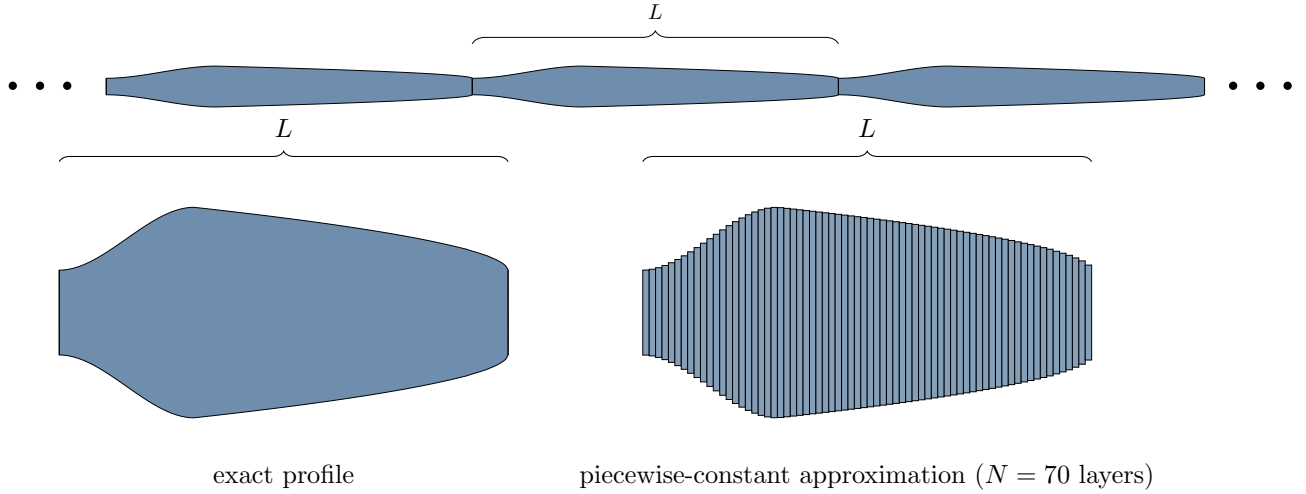 L
L
L
exact profile
piecewise-constant approximation (N = 70 layers)